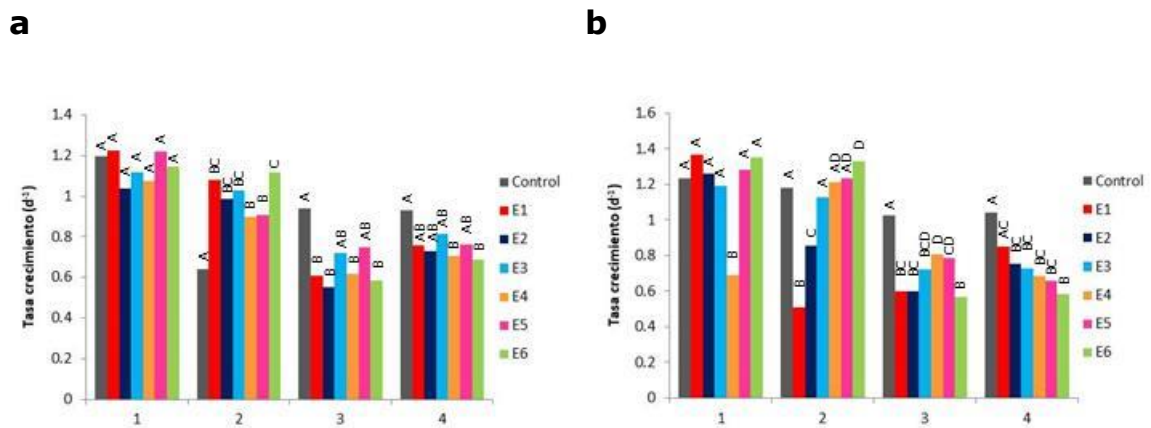 a
b
1.4
1.2
1
0.8
0.6
0.4
0.2
0
Tasa crecimiento (d⁻¹)
A A A A A A A
A BC BC BC B B C
A B B AB B AB B
A AB AB AB B AB B
1 2 3 4
Control
E1
E2
E3
E4
E5
E6
1.6
1.4
1.2
1
0.8
0.6
0.4
0.2
0
Tasa crecimiento (d⁻¹)
A A A A B A A
A B C A AD AD D
A BC BC BCD D CD B
A AC BC BC BC BC B
1 2 3 4
Control
E1
E2
E3
E4
E5
E6